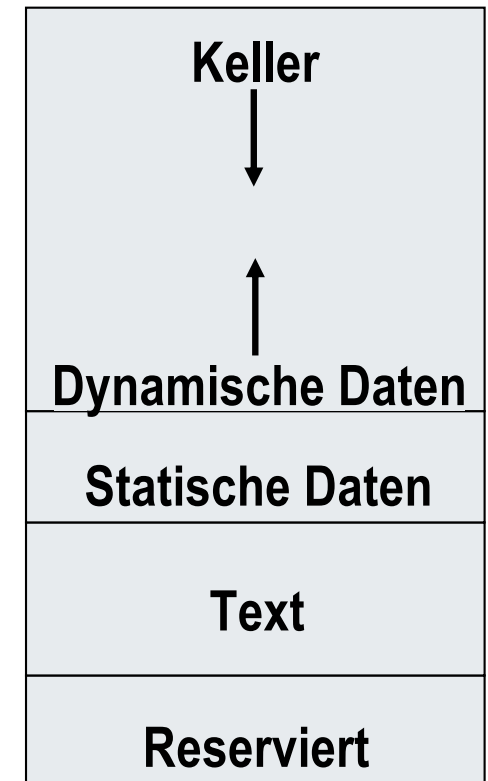 Keller
Dynamische Daten
Statische Daten
Text
Reserviert